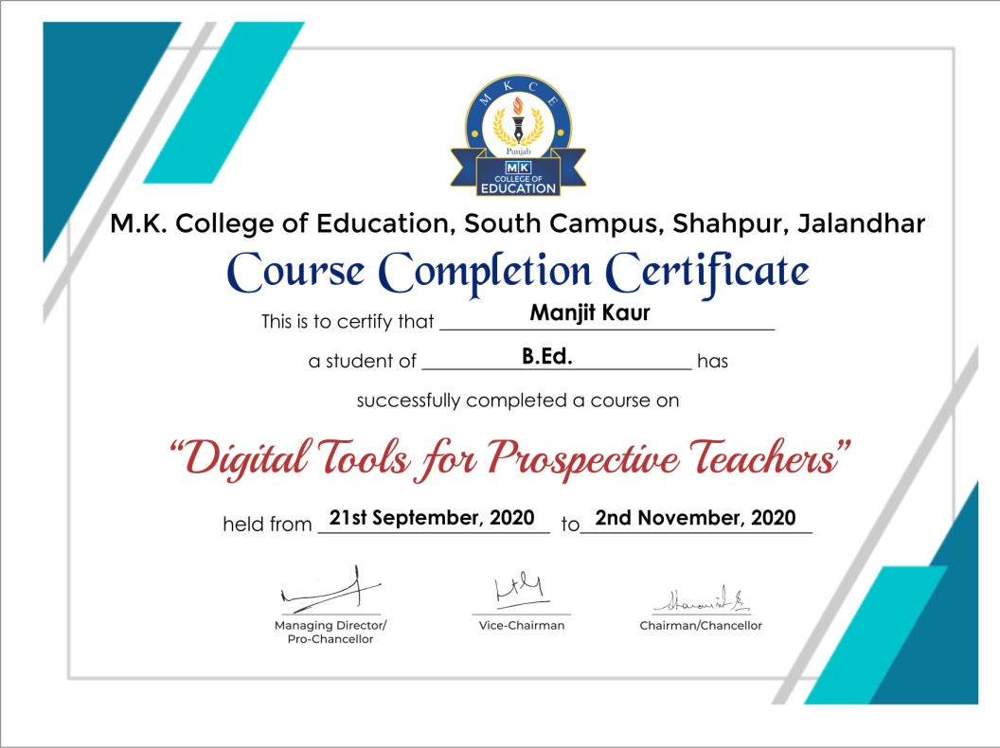 MKCE
Punjab
MK
COLLEGE OF
EDUCATION
M.K. College of Education, South Campus, Shahpur, Jalandhar
Course Completion Certificate
This is to certify that Manjit Kaur
a student of B.Ed. has
successfully completed a course on
“Digital Tools for Prospective Teachers”
held from 21st September, 2020 to 2nd November, 2020
Managing Director/ Vice-Chairman Chairman/Chancellor
Pro-Chancellor